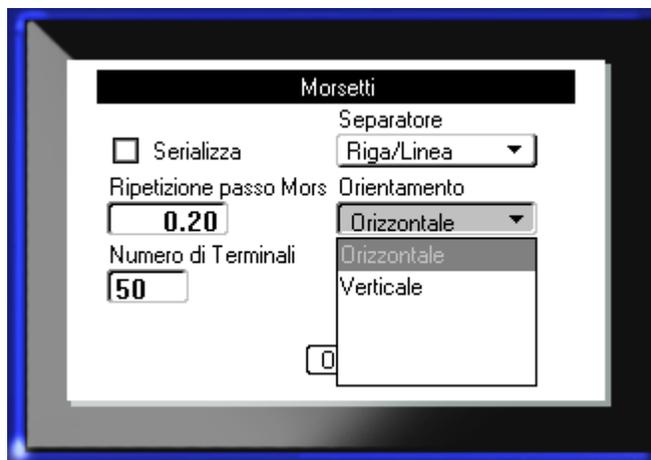 Morsetti
Separatore
Serializza
Riga/Linea
Ripetizione passo Mors
Orientamento
0.20
Orizzontale
Numero di Terminali
Orizzontale
50
Verticale
O